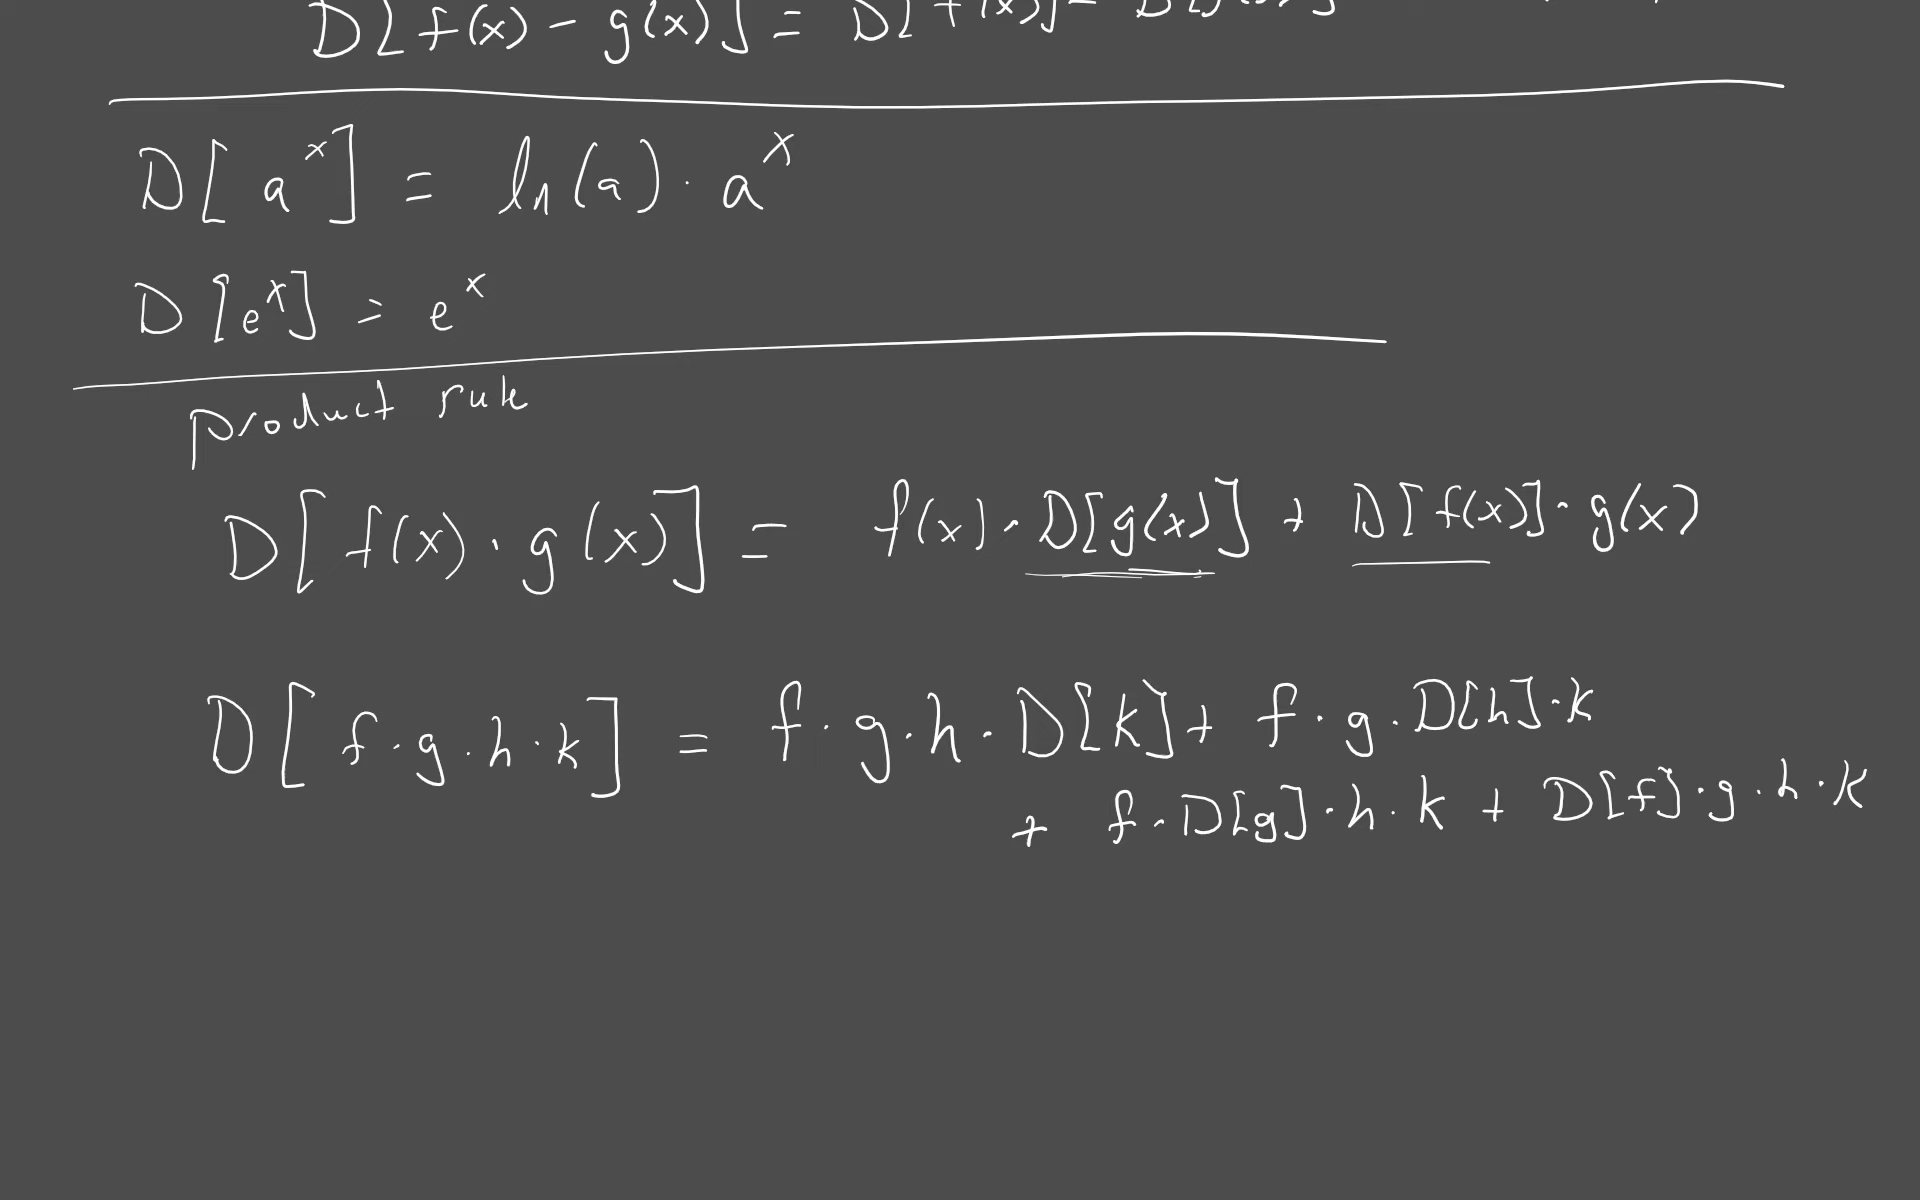 D[f(x) - g(x)] = D[f(x)] -
D[a^x] = ln(a) · a^x
D[e^x] = e^x
product rule
D[f(x) · g(x)] = f(x) · D[g(x)] + D[f(x)] · g(x)
D[f · g · h · k] = f · g · h · D[k] + f · g · D[h] · k
+ f · D[g] · h · k + D[f] · g · h · k